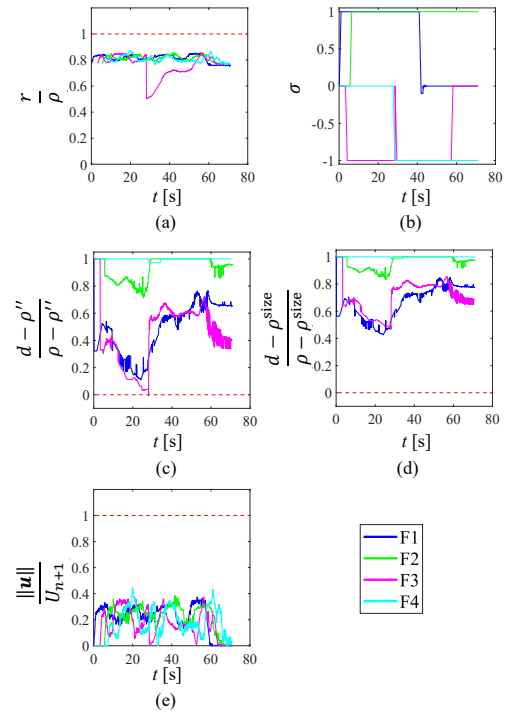 r
ρ
1
0.8
0.6
0.4
0.2
0
0 20 40 60 80
t [s]
(a)
σ
1
0.5
0
-0.5
-1
0 20 40 60 80
t [s]
(b)
d − ρ″
ρ − ρ″
1
0.8
0.6
0.4
0.2
0
0 20 40 60 80
t [s]
(c)
d − ρ^size
ρ − ρ^size
1
0.8
0.6
0.4
0.2
0
0 20 40 60 80
t [s]
(d)
||u||
U_{n+1}
1
0.8
0.6
0.4
0.2
0
0 20 40 60 80
t [s]
(e)
F1
F2
F3
F4